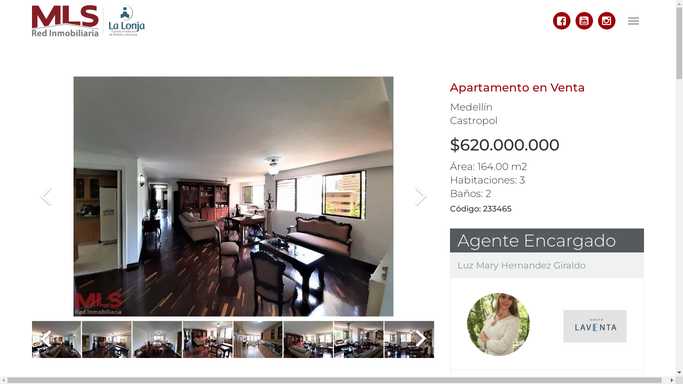 MLS
Red Inmobiliaria
La Lonja
Apartamento en Venta
Medellín
Castropol
$620.000.000
Área: 164.00 m2
Habitaciones: 3
Baños: 2
Código: 233465
Agente Encargado
Luz Mary Hernandez Giraldo
LAVENTA
MLS
Red Inmobiliaria